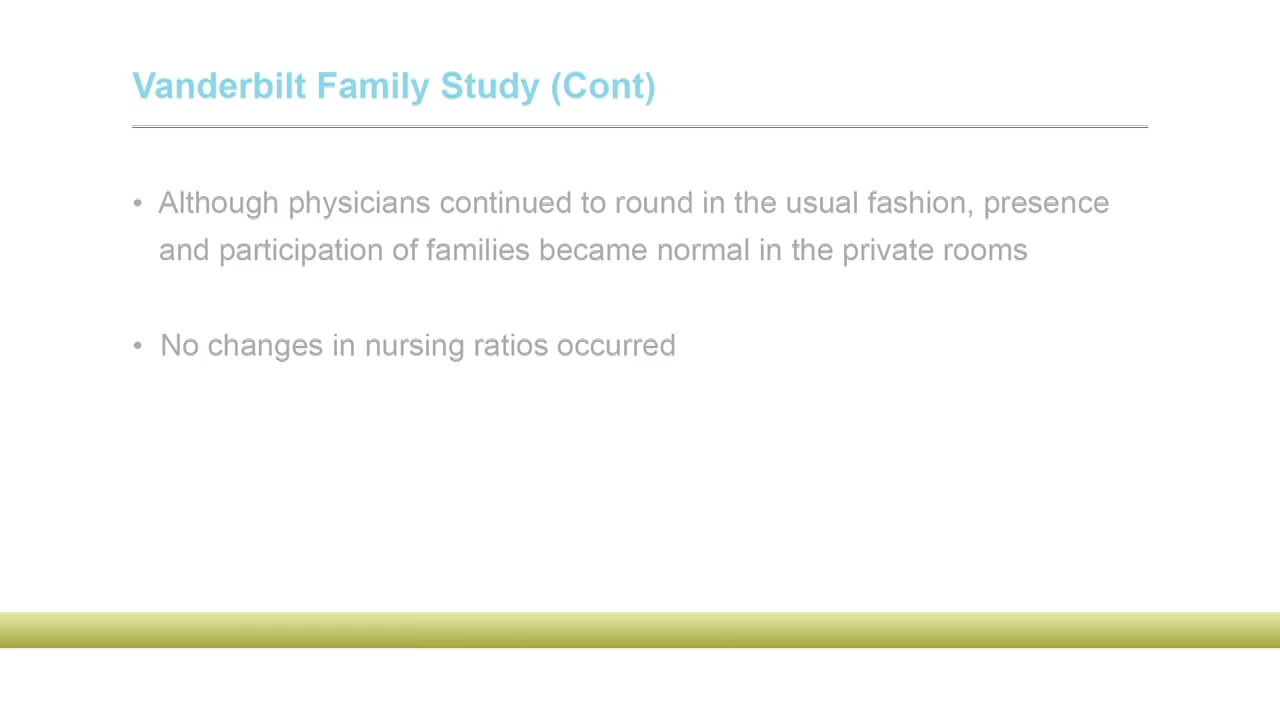 Vanderbilt Family Study (Cont)
• Although physicians continued to round in the usual fashion, presence
and participation of families became normal in the private rooms
• No changes in nursing ratios occurred